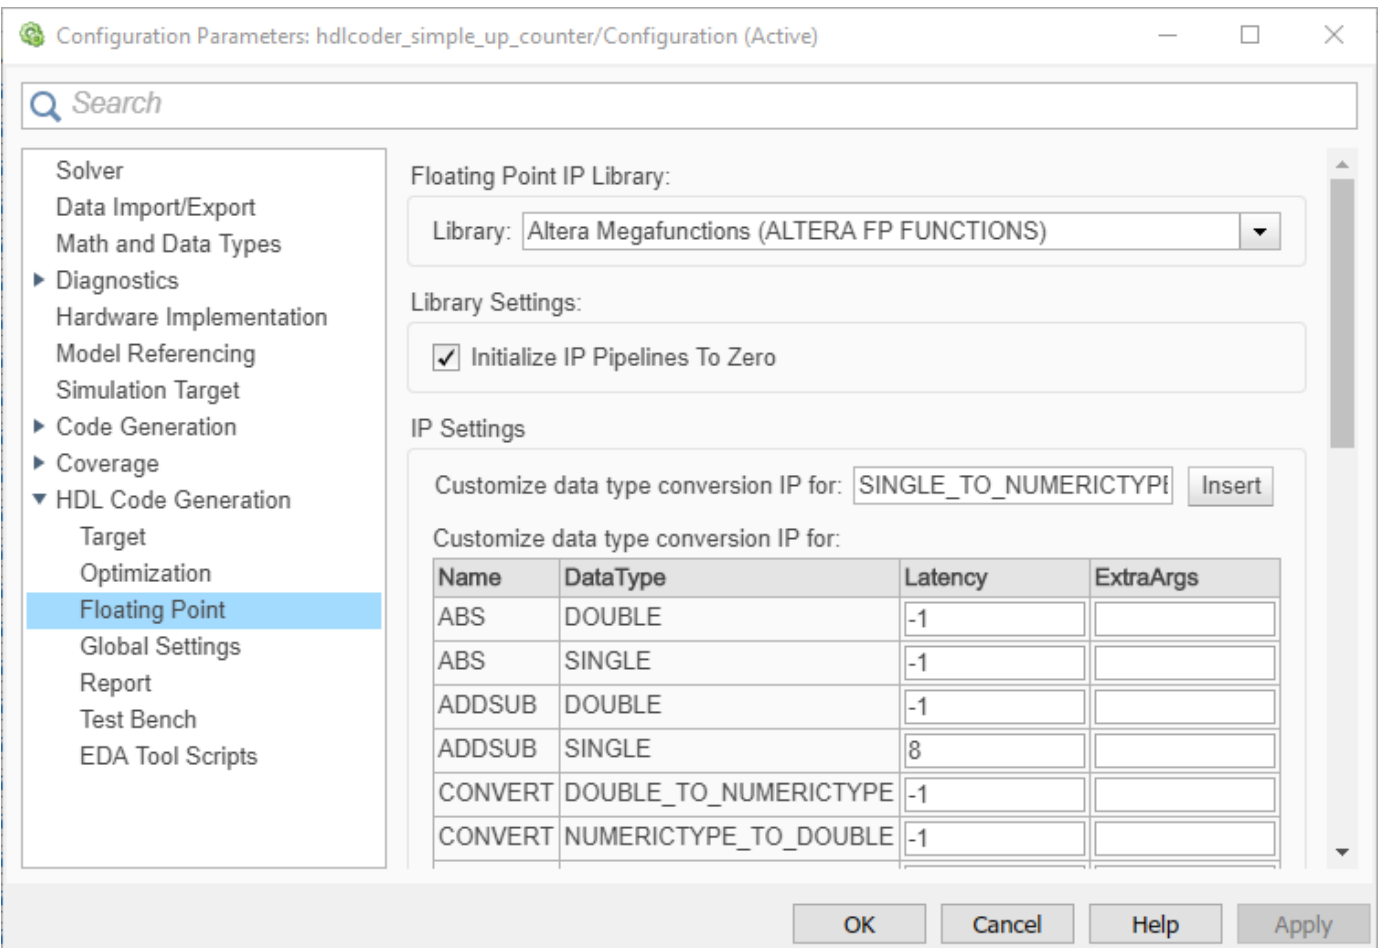 Configuration Parameters: hdlcoder_simple_up_counter/Configuration (Active)
Search
Solver
Data Import/Export
Math and Data Types
Diagnostics
Hardware Implementation
Model Referencing
Simulation Target
Code Generation
Coverage
HDL Code Generation
Target
Optimization
Floating Point
Global Settings
Report
Test Bench
EDA Tool Scripts
Floating Point IP Library:
Library: Altera Megafunctions (ALTERA FP FUNCTIONS)
Library Settings:
Initialize IP Pipelines To Zero
IP Settings
Customize data type conversion IP for: SINGLE_TO_NUMERICTYPE Insert
Customize data type conversion IP for:
Name DataType Latency ExtraArgs
ABS DOUBLE -1
ABS SINGLE -1
ADDSUB DOUBLE -1
ADDSUB SINGLE 8
CONVERT DOUBLE_TO_NUMERICTYPE -1
CONVERT NUMERICTYPE_TO_DOUBLE -1
OK Cancel Help Apply